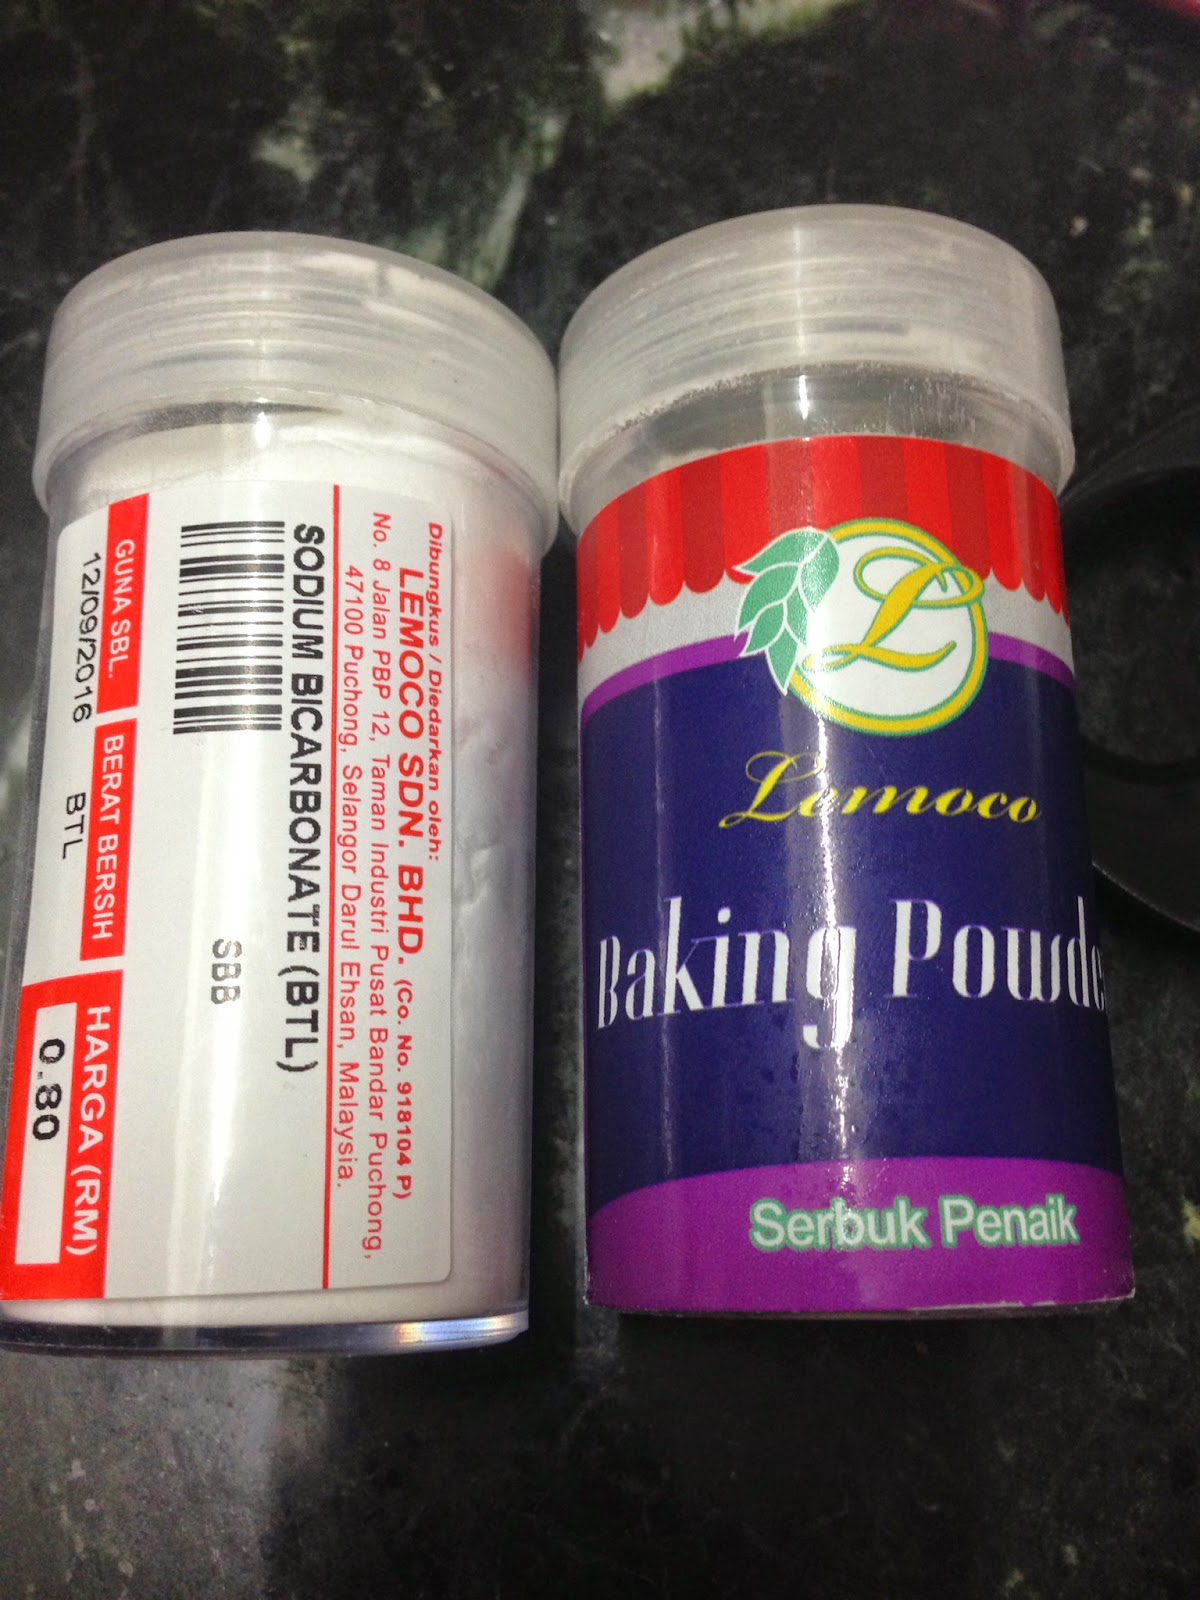 Dibungkus / Diedarkan oleh:
LEMOCO SDN. BHD. (Co. No. 918104 P)
No. 8 Jalan PBP 12, Taman Industri Pusat Bandar Puchong,
47100 Puchong, Selangor Darul Ehsan, Malaysia.
SODIUM BICARBONATE (BTL)
SBB
GUNA SBL.
12/09/2016
BERAT BERSIH
BTL
HARGA (RM)
0.80
L
Lemoco
Baking Powde
Serbuk Penaik